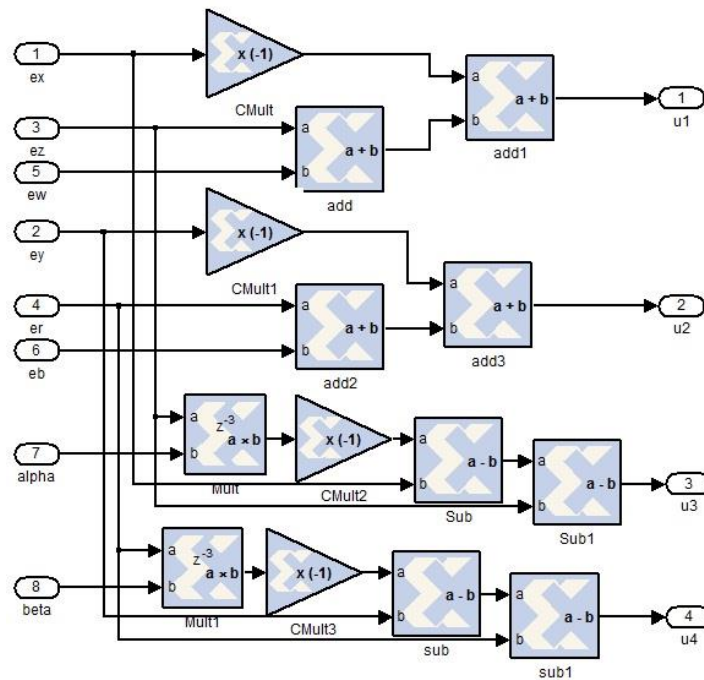 1
ex
x (-1)
CMult
a
b
a + b
add1
1
u1
3
ez
5
ew
a
b
a + b
add
2
ey
x (-1)
CMult1
a
b
a + b
add3
2
u2
4
er
6
eb
a
b
a + b
add2
7
alpha
a
b
z-3
a × b
Mult
x (-1)
CMult2
a
b
a - b
Sub
a
b
a - b
Sub1
3
u3
8
beta
a
b
z-3
a × b
Mult1
x (-1)
CMult3
a
b
a - b
sub
a
b
a - b
sub1
4
u4